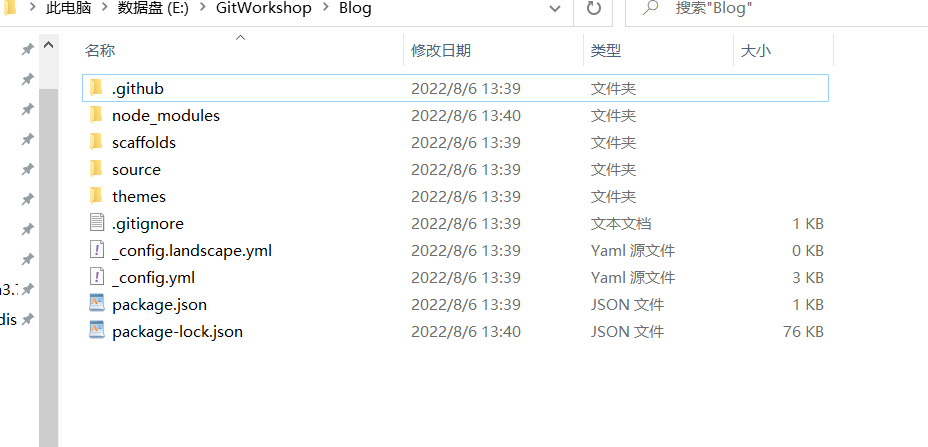 此电脑 > 数据盘 (E:) > GitWorkshop > Blog
搜索"Blog"
名称 修改日期 类型 大小
.github 2022/8/6 13:39 文件夹
node_modules 2022/8/6 13:40 文件夹
scaffolds 2022/8/6 13:39 文件夹
source 2022/8/6 13:39 文件夹
themes 2022/8/6 13:39 文件夹
.gitignore 2022/8/6 13:39 文本文档 1 KB
_config.landscape.yml 2022/8/6 13:39 Yaml 源文件 0 KB
_config.yml 2022/8/6 13:39 Yaml 源文件 3 KB
package.json 2022/8/6 13:39 JSON 文件 1 KB
package-lock.json 2022/8/6 13:40 JSON 文件 76 KB